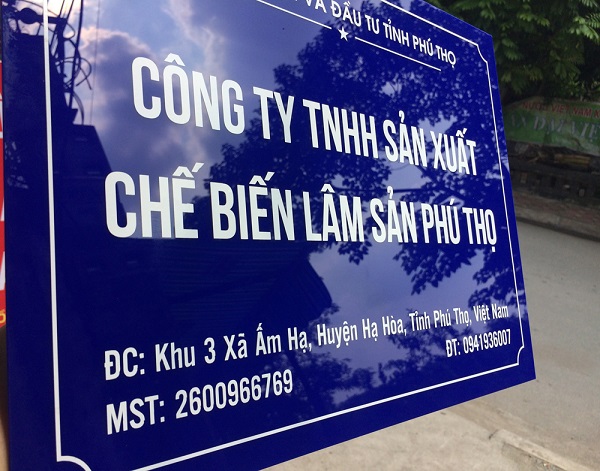 VÀ ĐẦU TƯ TỈNH PHÚ THỌ
CÔNG TY TNHH SẢN XUẤT
CHẾ BIẾN LÂM SẢN PHÚ THỌ
ĐC: Khu 3 Xã Ấm Hạ, Huyện Hạ Hòa, Tỉnh Phú Thọ, Việt Nam
MST: 2600966769
ĐT: 0941936007